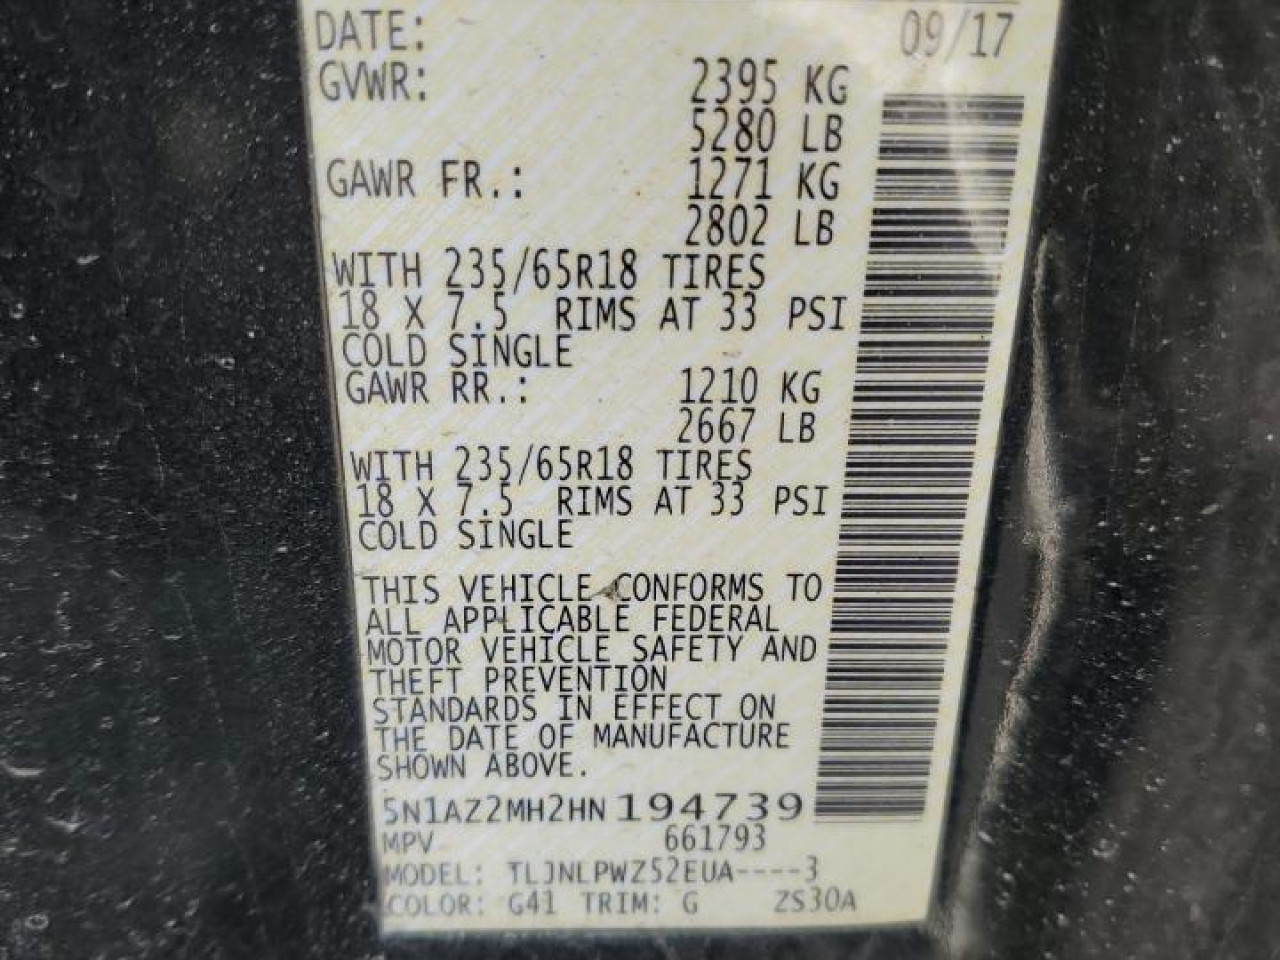 DATE: 09/17
GVWR: 2395 KG
5280 LB
GAWR FR.: 1271 KG
2802 LB
WITH 235/65R18 TIRES
18 X 7.5 RIMS AT 33 PSI
COLD SINGLE
GAWR RR.: 1210 KG
2667 LB
WITH 235/65R18 TIRES
18 X 7.5 RIMS AT 33 PSI
COLD SINGLE
THIS VEHICLE CONFORMS TO
ALL APPLICABLE FEDERAL
MOTOR VEHICLE SAFETY AND
THEFT PREVENTION
STANDARDS IN EFFECT ON
THE DATE OF MANUFACTURE
SHOWN ABOVE.
5N1AZ2MH2HN194739
MPV 661793
MODEL: TLJNLPWZ52EUA----3
COLOR: G41 TRIM: G ZS30A